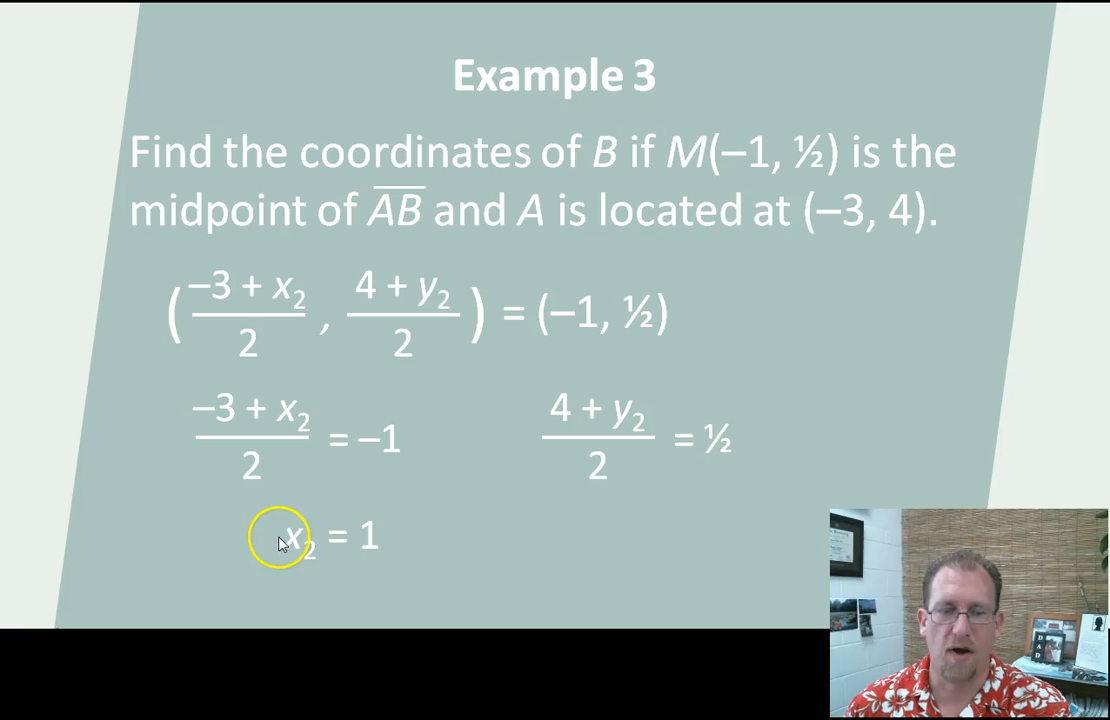 Example 3
Find the coordinates of B if M(–1, ½) is the
midpoint of A̅B̅ and A is located at (–3, 4).
(–3 + x₂ / 2 , 4 + y₂ / 2) = (–1, ½)
–3 + x₂ / 2 = –1    4 + y₂ / 2 = ½
x₂ = 1
DAD